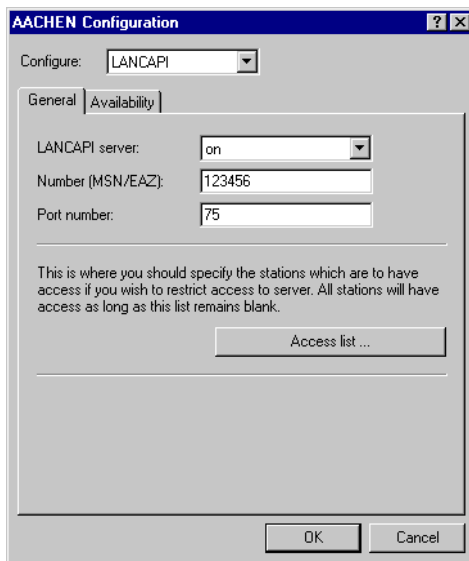 AACHEN Configuration
Configure: LANCAPI
General Availability
LANCAPI server: on
Number (MSN/EAZ): 123456
Port number: 75
This is where you should specify the stations which are to have
access if you wish to restrict access to server. All stations will have
access as long as this list remains blank.
Access list ...
OK Cancel